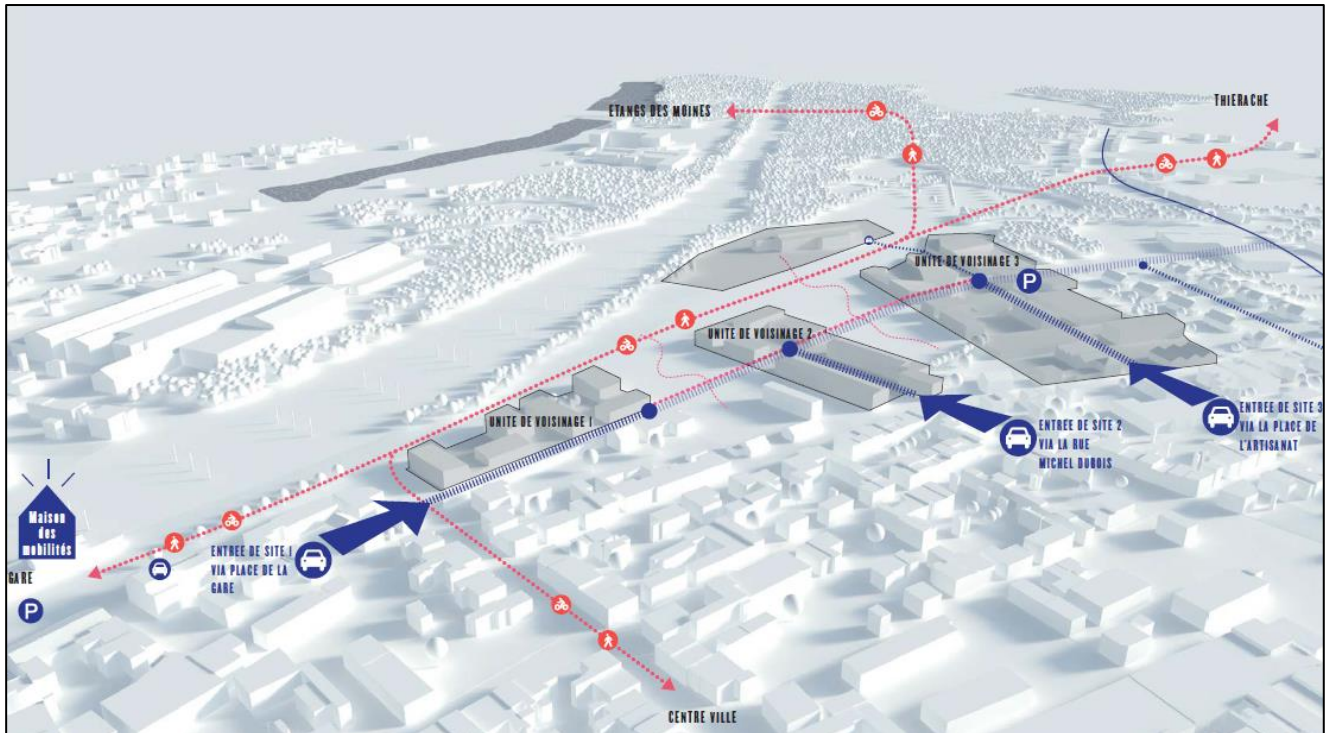 ETANGS DES MOINES
THIERACHE
UNITE DE VOISINAGE 3
P
UNITE DE VOISINAGE 2
UNITE DE VOISINAGE 1
ENTREE DE SITE 3
VIA LA PLACE DE
L'ARTISANAT
ENTREE DE SITE 2
VIA LA RUE
MICHEL DUBOIS
Maison
des
mobilités
ENTREE DE SITE 1
VIA PLACE DE LA
GARE
GARE
P
CENTRE VILLE